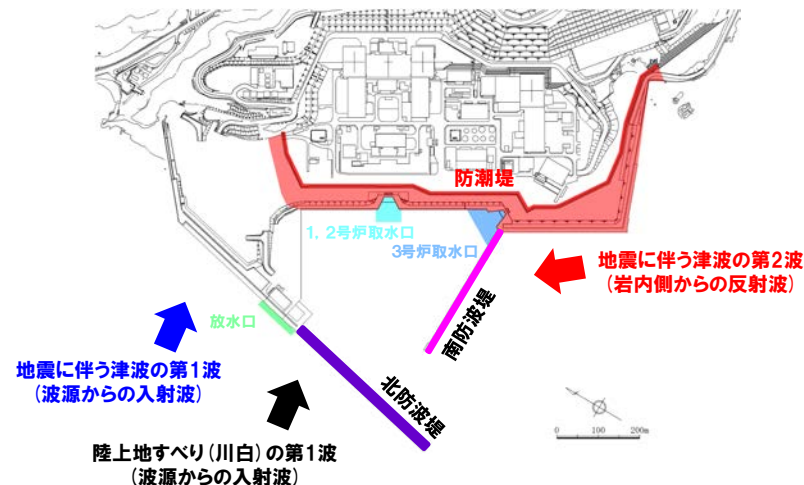 防潮堤
1, 2号炉取水口
3号炉取水口
地震に伴う津波の第2波
(岩内側からの反射波)
南防波堤
放水口
地震に伴う津波の第1波
(波源からの入射波)
北防波堤
陸上地すべり(川白)の第1波
(波源からの入射波)
0 100 200m